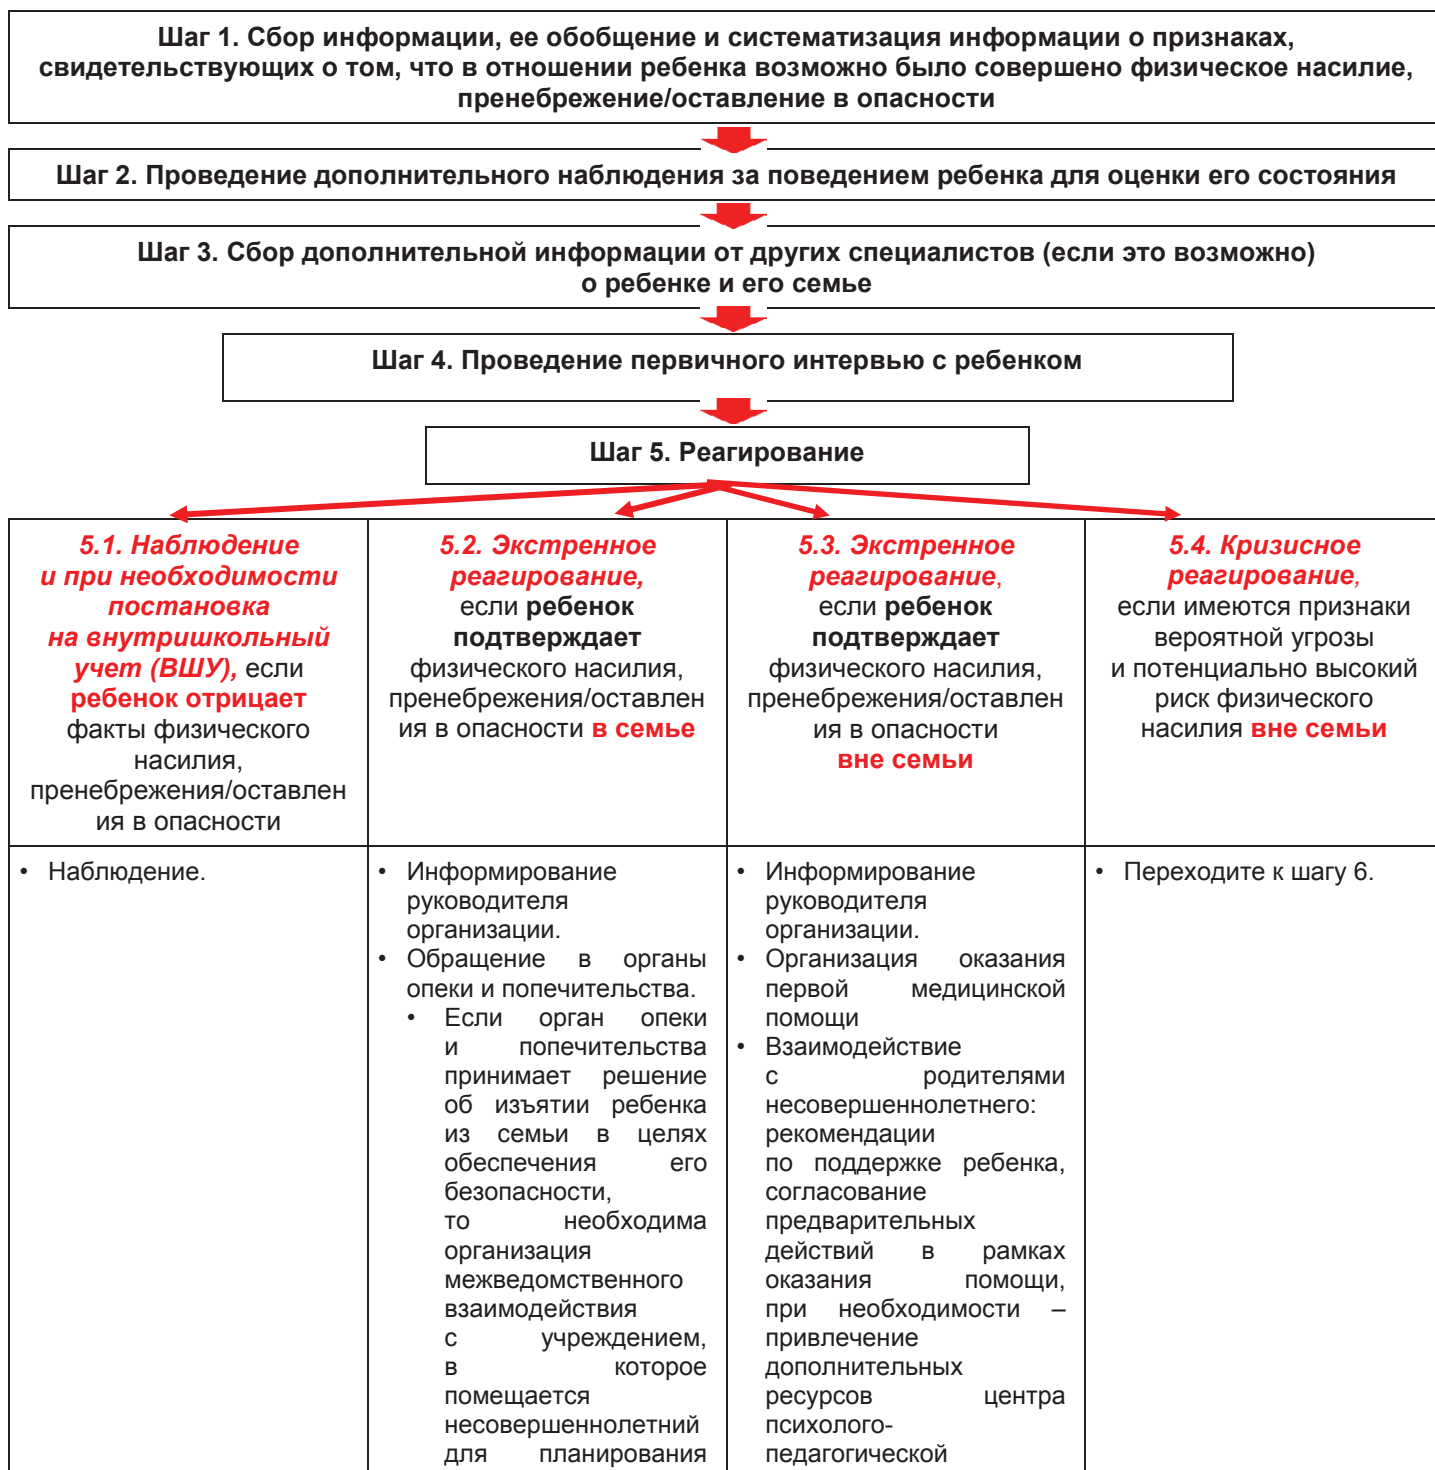 Шаг 1. Сбор информации, ее обобщение и систематизация информации о признаках,
свидетельствующих о том, что в отношении ребенка возможно было совершено физическое насилие,
пренебрежение/оставление в опасности
Шаг 2. Проведение дополнительного наблюдения за поведением ребенка для оценки его состояния
Шаг 3. Сбор дополнительной информации от других специалистов (если это возможно)
о ребенке и его семье
Шаг 4. Проведение первичного интервью с ребенком
Шаг 5. Реагирование
5.1. Наблюдение
и при необходимости
постановка
на внутришкольный
учет (ВШУ), если
ребенок отрицает
факты физического
насилия,
пренебрежения/оставлен
ия в опасности
5.2. Экстренное
реагирование,
если ребенок
подтверждает
физического насилия,
пренебрежения/оставлен
ия в опасности в семье
5.3. Экстренное
реагирование,
если ребенок
подтверждает
физического насилия,
пренебрежения/оставлен
ия в опасности
вне семьи
5.4. Кризисное
реагирование,
если имеются признаки
вероятной угрозы
и потенциально высокий
риск физического
насилия вне семьи
• Наблюдение.
• Информирование
руководителя
организации.
• Обращение в органы
опеки и попечительства.
• Если орган опеки
и попечительства
принимает решение
об изъятии ребенка
из семьи в целях
обеспечения его
безопасности,
то необходима
организация
межведомственного
взаимодействия
с учреждением,
в которое
помещается
несовершеннолетний
для планирования
• Информирование
руководителя
организации.
• Организация оказания
первой медицинской
помощи
• Взаимодействие
с родителями
несовершеннолетнего:
рекомендации
по поддержке ребенка,
согласование
предварительных
действий в рамках
оказания помощи,
при необходимости –
привлечение
дополнительных
ресурсов центра
психолого-
педагогической
• Переходите к шагу 6.